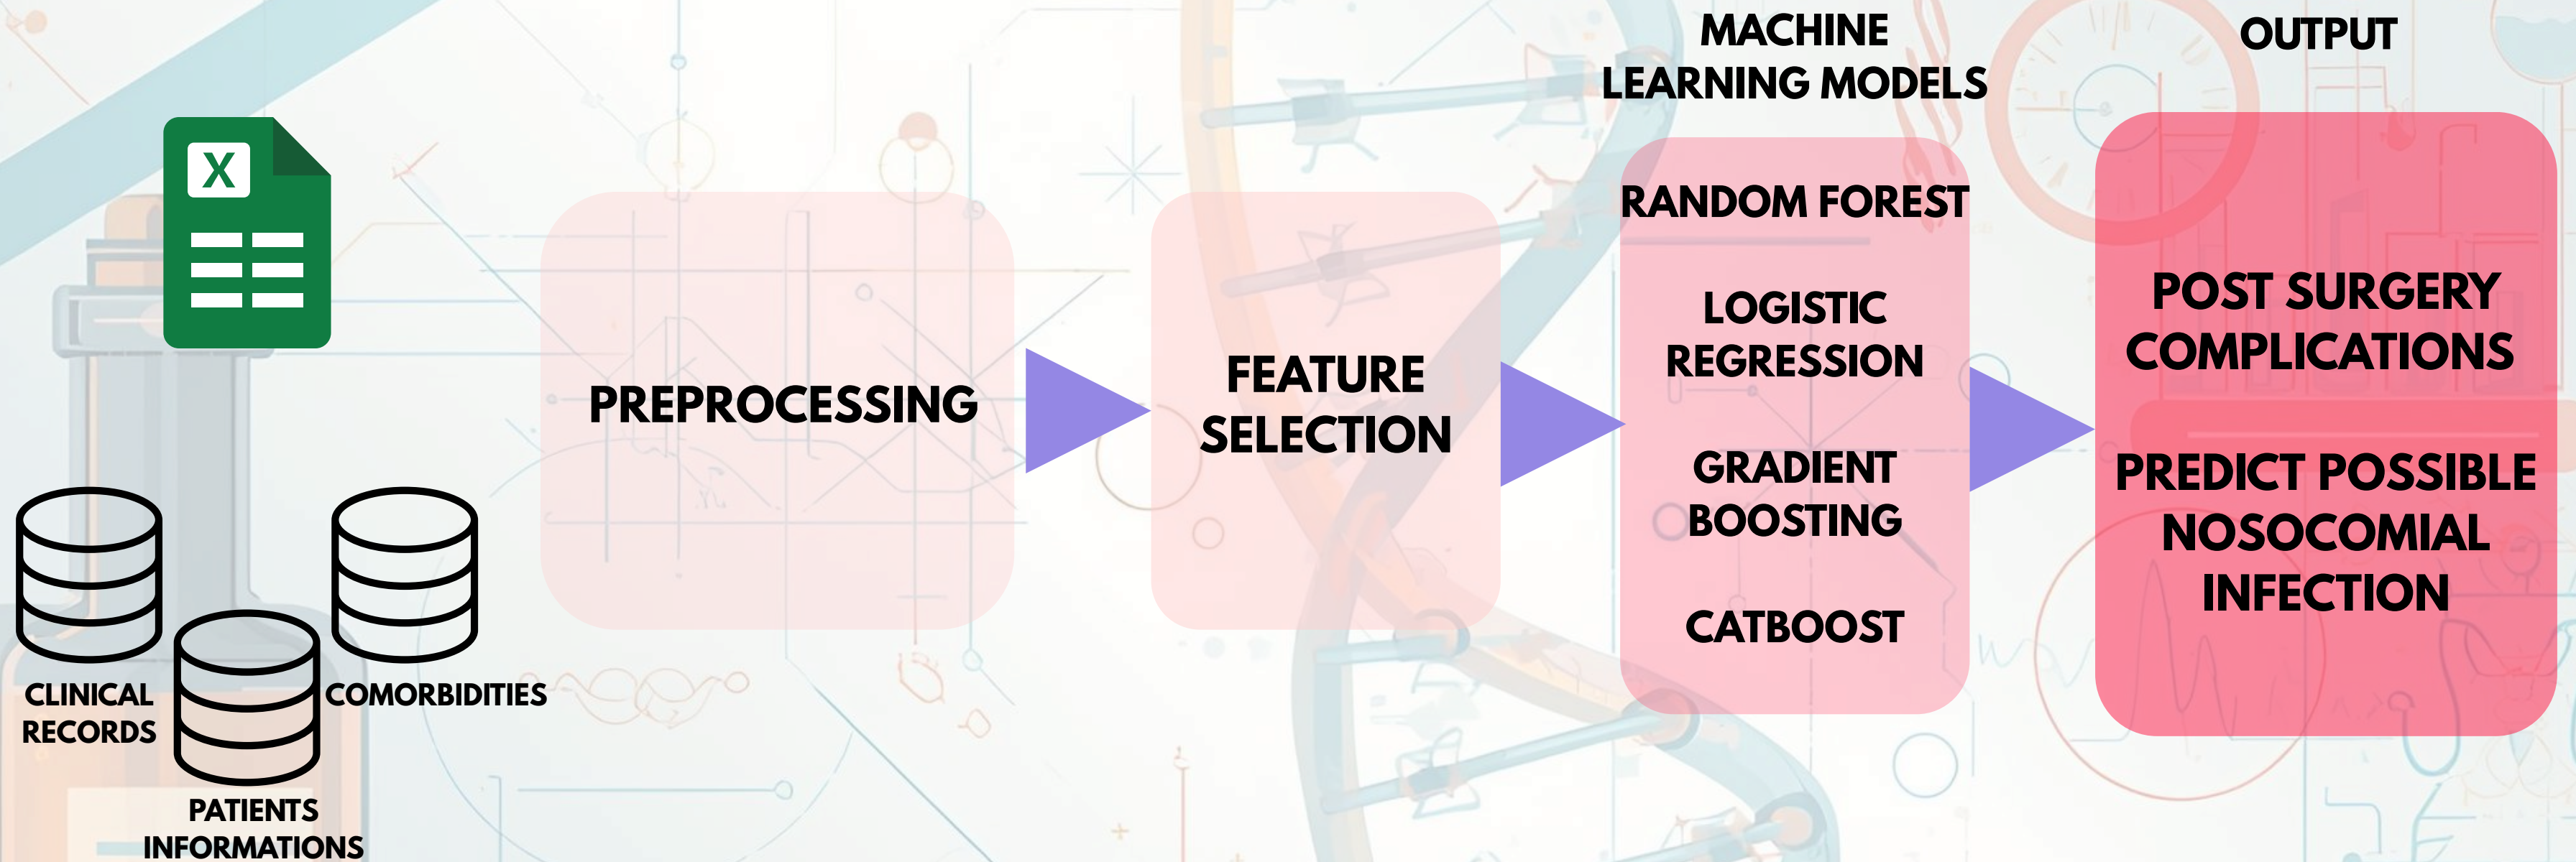 X
CLINICAL
RECORDS
COMORBIDITIES
PATIENTS
INFORMATIONS
PREPROCESSING
FEATURE
SELECTION
MACHINE
LEARNING MODELS
RANDOM FOREST
LOGISTIC
REGRESSION
GRADIENT
BOOSTING
CATBOOST
OUTPUT
POST SURGERY
COMPLICATIONS
PREDICT POSSIBLE
NOSOCOMIAL
INFECTION